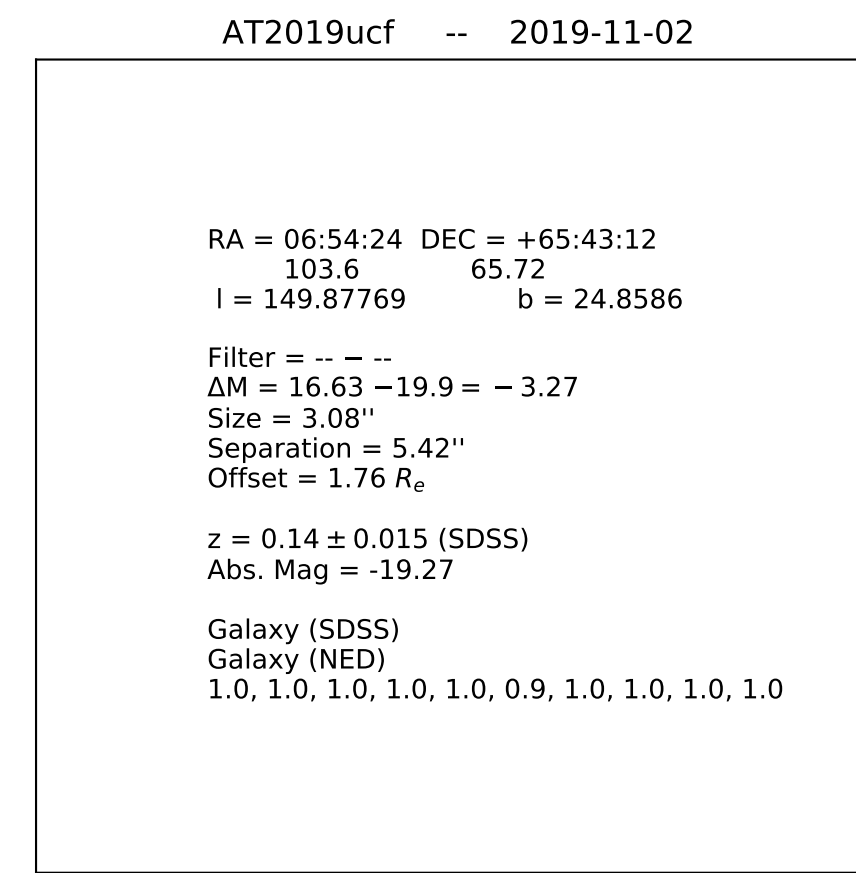 AT2019ucf -- 2019-11-02
RA = 06:54:24 DEC = +65:43:12
103.6 65.72
l = 149.87769 b = 24.8586
Filter = -- − --
ΔM = 16.63 −19.9 = − 3.27
Size = 3.08''
Separation = 5.42''
Offset = 1.76 Re
z = 0.14 ± 0.015 (SDSS)
Abs. Mag = -19.27
Galaxy (SDSS)
Galaxy (NED)
1.0, 1.0, 1.0, 1.0, 1.0, 0.9, 1.0, 1.0, 1.0, 1.0